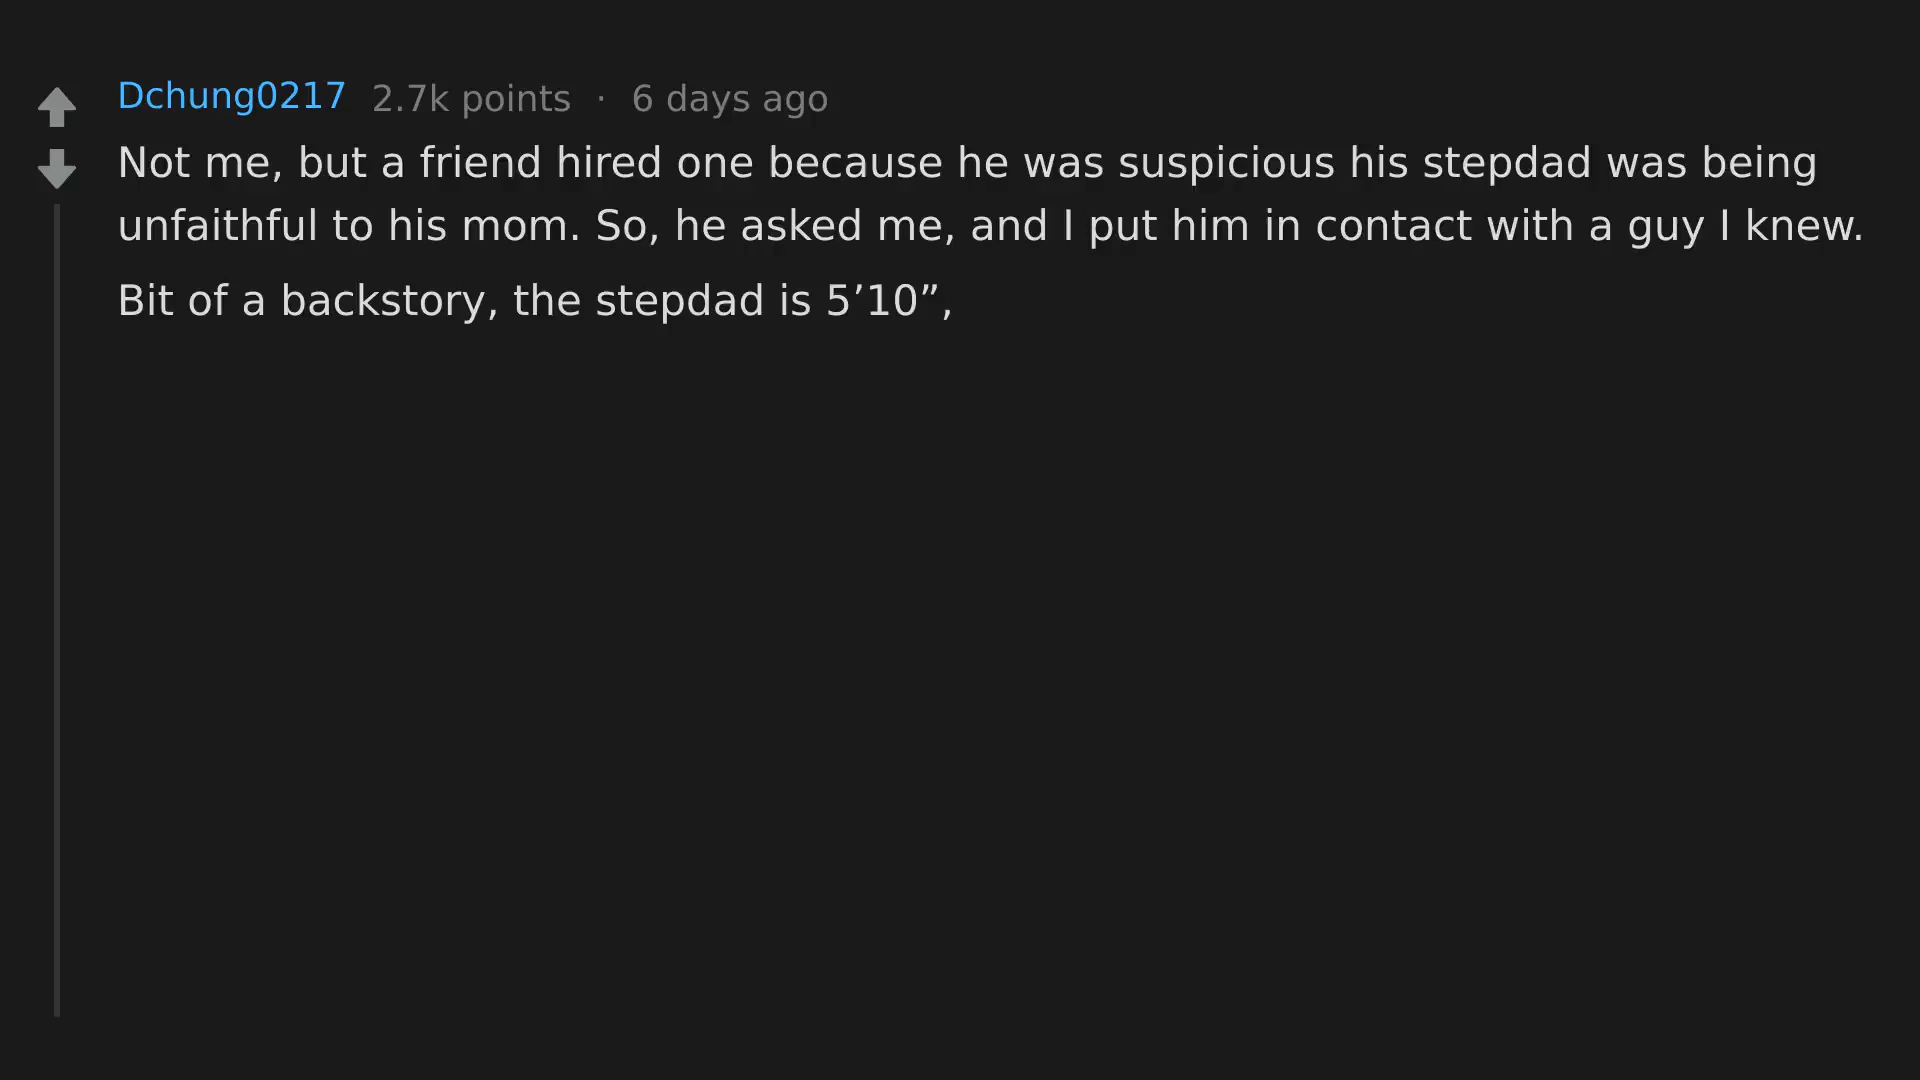 Dchung0217 2.7k points · 6 days ago
Not me, but a friend hired one because he was suspicious his stepdad was being
unfaithful to his mom. So, he asked me, and I put him in contact with a guy I knew.
Bit of a backstory, the stepdad is 5’10”,